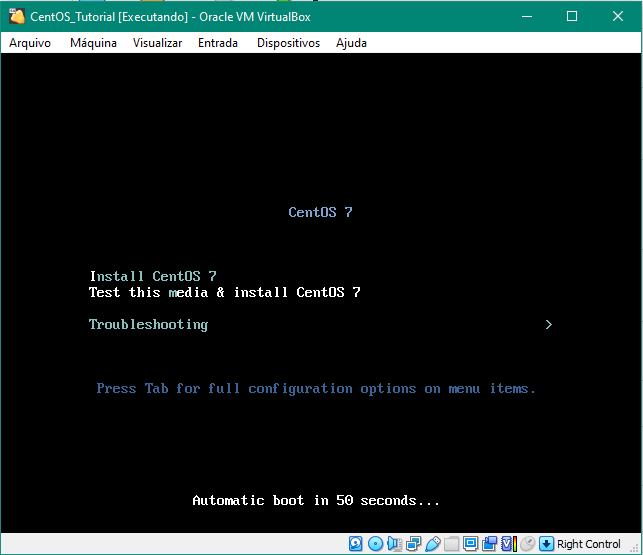 CentOS_Tutorial [Executando] - Oracle VM VirtualBox
Arquivo Máquina Visualizar Entrada Dispositivos Ajuda
CentOS 7
Install CentOS 7
Test this media & install CentOS 7
Troubleshooting >
Press Tab for full configuration options on menu items.
Automatic boot in 50 seconds...
Right Control